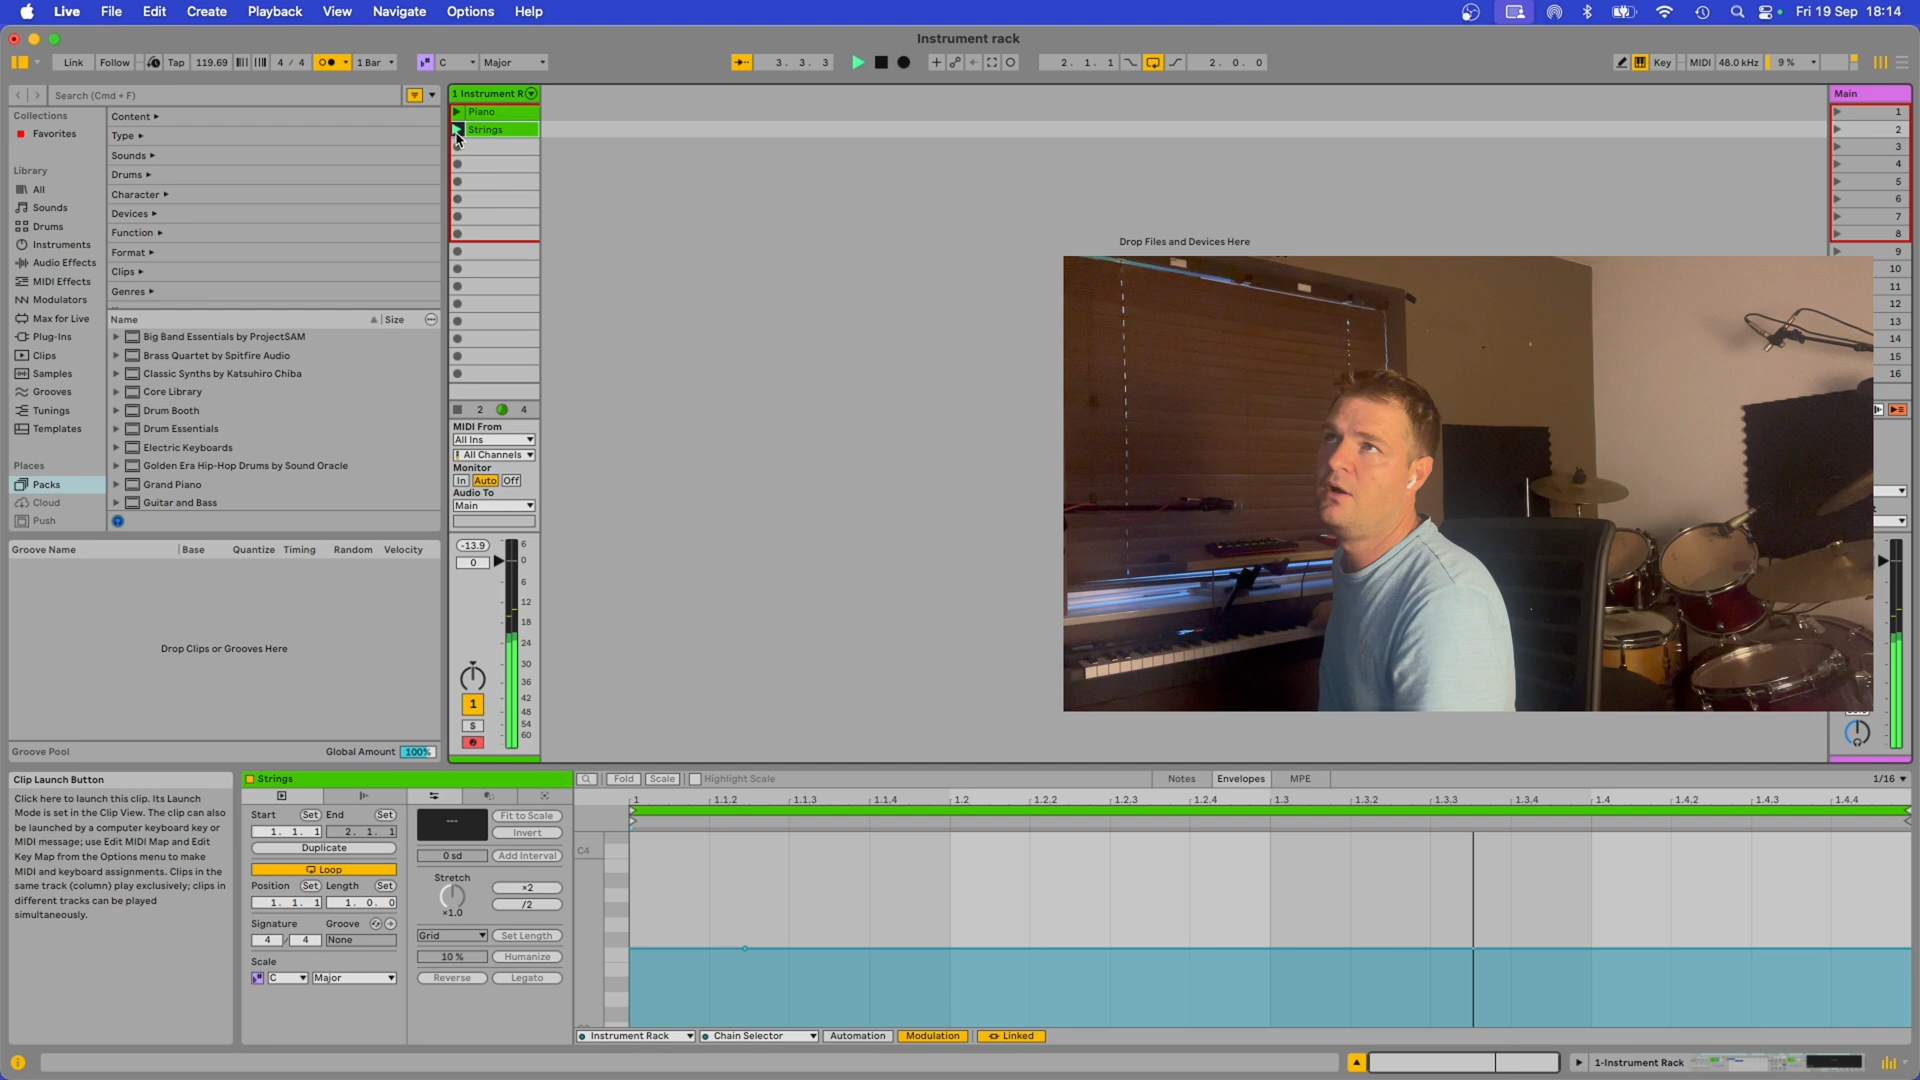 Live File Edit Create Playback View Navigate Options Help Fri 19 Sep 18:14
Instrument rack
Link Follow Tap 119.69 4 / 4 1 Bar C Major 3. 3. 3 2. 1. 1 2. 0. 0 Key MIDI 48.0 kHz 9 %
Search (Cmd + F)
Collections
Favorites
Library
All
Sounds
Drums
Instruments
Audio Effects
MIDI Effects
Modulators
Max for Live
Plug-Ins
Clips
Samples
Grooves
Tunings
Templates
Places
Packs
Cloud
Push
Content
Type
Sounds
Drums
Character
Devices
Function
Format
Clips
Genres
Name Size
Big Band Essentials by ProjectSAM
Brass Quartet by Spitfire Audio
Classic Synths by Katsuhiro Chiba
Core Library
Drum Booth
Drum Essentials
Electric Keyboards
Golden Era Hip-Hop Drums by Sound Oracle
Grand Piano
Guitar and Bass
1 Instrument R
Piano
Strings
2 4
MIDI From
All Ins
All Channels
Monitor
In Auto Off
Audio To
Main
-13.9
0
6
0
6
12
18
24
30
36
42
48
54
60
1
S
Drop Files and Devices Here
Main
1
2
3
4
5
6
7
8
9
10
11
12
13
14
15
16
Groove Name Base Quantize Timing Random Velocity
Drop Clips or Grooves Here
Groove Pool Global Amount 100%
Clip Launch Button
Click here to launch this clip. Its Launch
Mode is set in the Clip View. The clip can also
be launched by a computer keyboard key or
MIDI message; use Edit MIDI Map and Edit
Key Map from the Options menu to make
MIDI and keyboard assignments. Clips in the
same track (column) play exclusively; clips in
different tracks can be played
simultaneously.
Strings
Start Set End Set
1. 1. 1 2. 1. 1
Duplicate
Loop
Position Set Length Set
1. 1. 1 1. 0. 0
Signature Groove
4 / 4 None
Scale
C Major
---
Fit to Scale
Invert
0 sd Add Interval
Stretch
×2
/2
×1.0
Grid Set Length
10 % Humanize
Reverse Legato
Fold Scale Highlight Scale Notes Envelopes MPE 1/16
1 1.1.2 1.1.3 1.1.4 1.2 1.2.2 1.2.3 1.2.4 1.3 1.3.2 1.3.3 1.3.4 1.4 1.4.2 1.4.3 1.4.4
C4
Instrument Rack Chain Selector Automation Modulation Linked
1-Instrument Rack